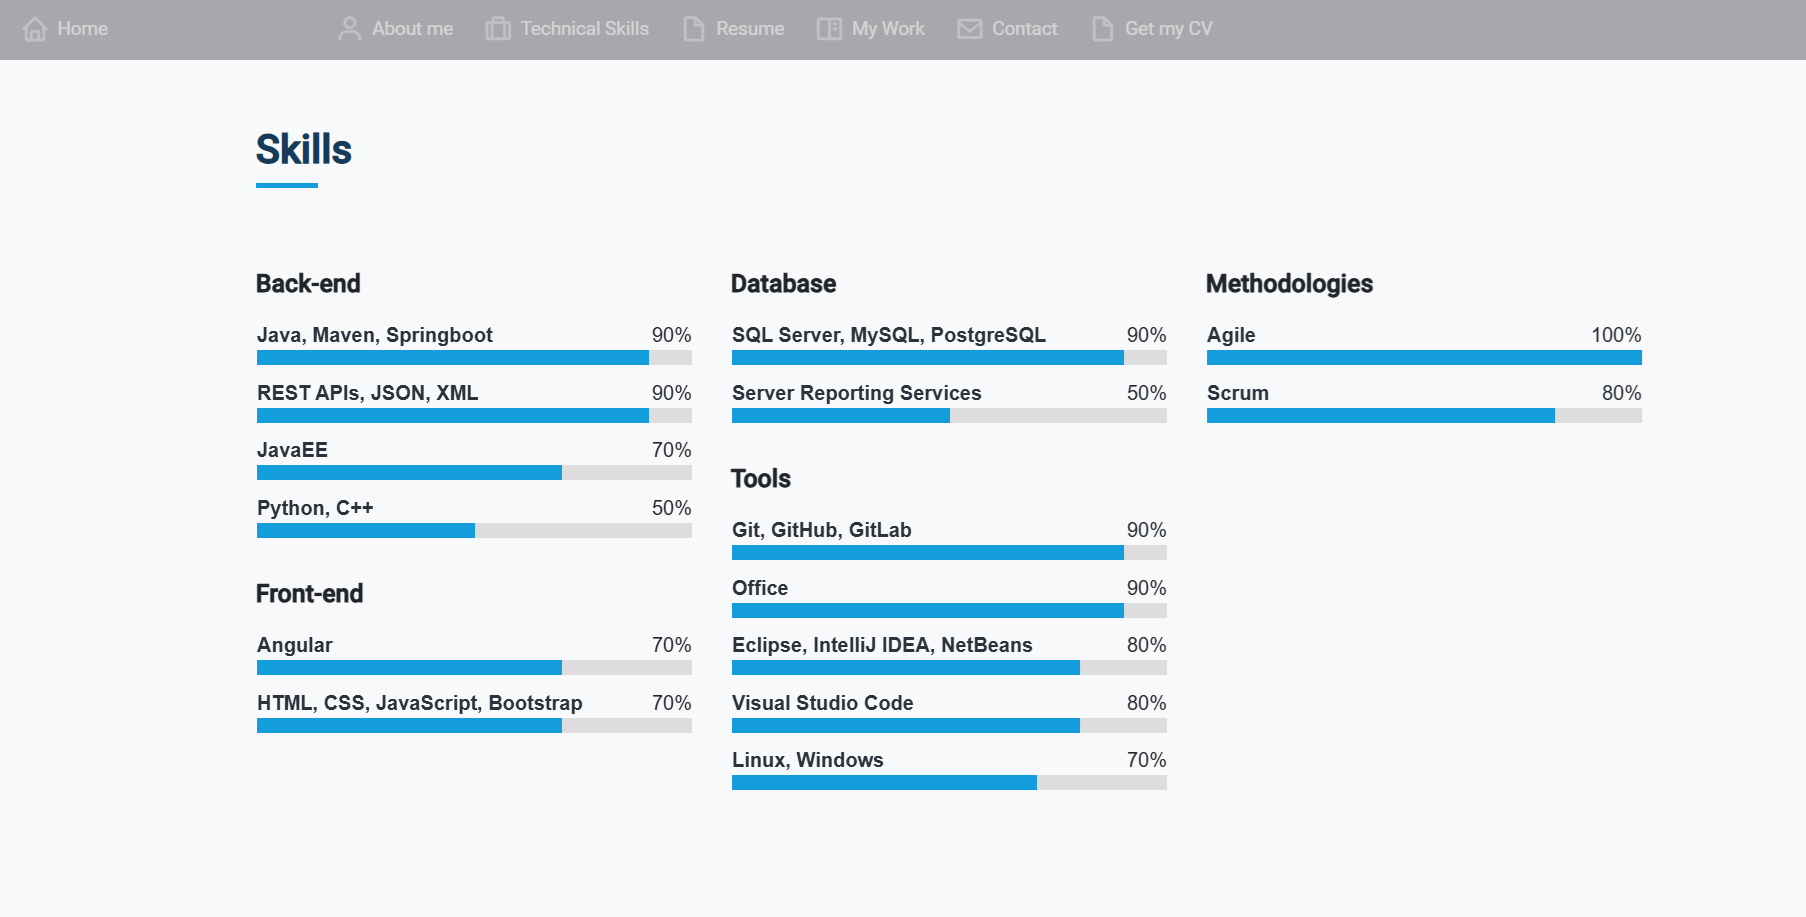 Home
About me
Technical Skills
Resume
My Work
Contact
Get my CV
Skills
Back-end
Java, Maven, Springboot 90%
REST APIs, JSON, XML 90%
JavaEE 70%
Python, C++ 50%
Front-end
Angular 70%
HTML, CSS, JavaScript, Bootstrap 70%
Database
SQL Server, MySQL, PostgreSQL 90%
Server Reporting Services 50%
Tools
Git, GitHub, GitLab 90%
Office 90%
Eclipse, IntelliJ IDEA, NetBeans 80%
Visual Studio Code 80%
Linux, Windows 70%
Methodologies
Agile 100%
Scrum 80%